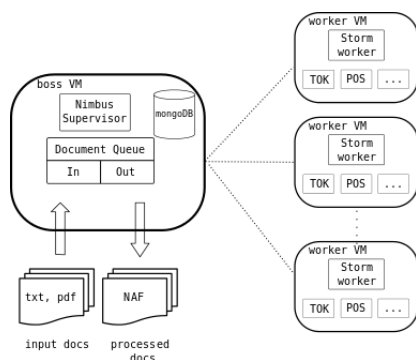 boss VM
Nimbus
Supervisor
mongoDB
Document Queue
In
Out
txt, pdf
NAF
input docs
processed
docs
worker VM
Storm
worker
TOK
POS
...
worker VM
Storm
worker
TOK
POS
...
worker VM
Storm
worker
TOK
POS
...